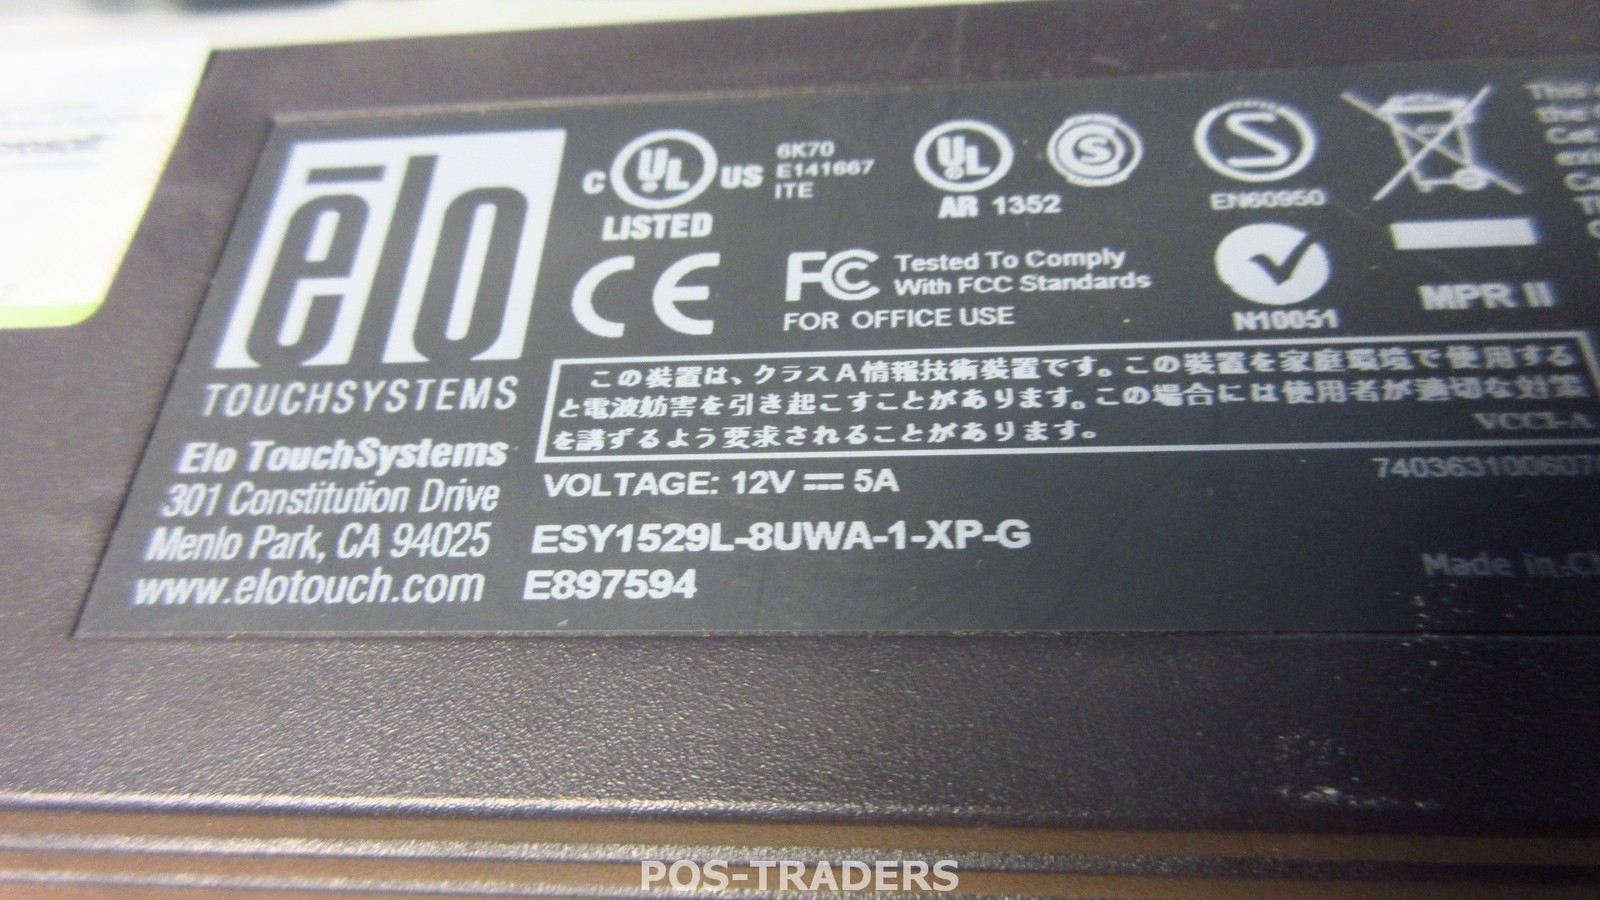 ēlo
TOUCHSYSTEMS
Elo TouchSystems
301 Constitution Drive
Menlo Park, CA 94025
www.elotouch.com
C UL US
LISTED
6K70
E141667
ITE
UL
AR 1352
S
S
EN60950
CE
FC Tested To Comply
With FCC Standards
FOR OFFICE USE
N10051
MPR II
This
the
Cat
この装置は、クラスA情報技術装置です。この装置を家庭環境で使用する
と電波妨害を引き起こすことがあります。この場合には使用者が適切な対策
を講ずるよう要求されることがあります。
VCCI-A
VOLTAGE: 12V ⎓ 5A
ESY1529L-8UWA-1-XP-G
E897594
Made in
POS-TRADERS